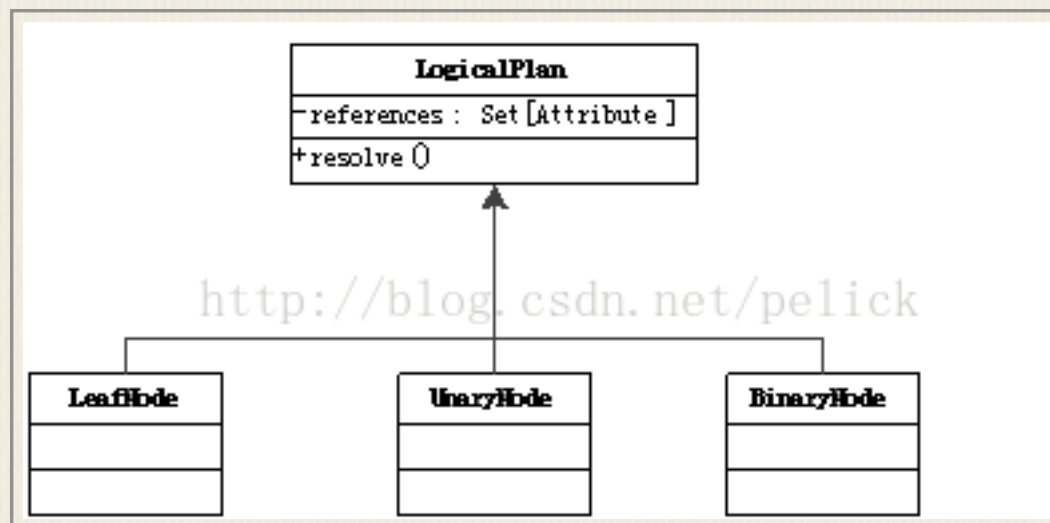 LogicalPlan
-references : Set[Attribute]
+resolve()
http://blog.csdn.net/pelick
LeafNode
UnaryNode
BinaryNode